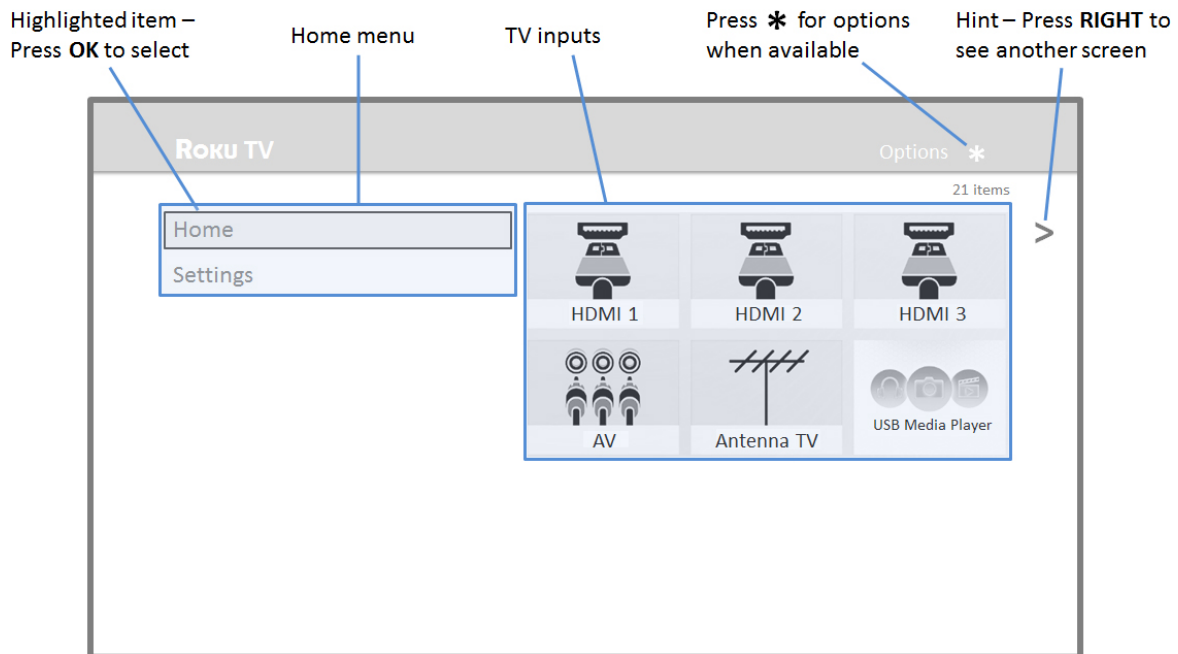 Highlighted item –
Press OK to select
Home menu
TV inputs
Press * for options
when available
Hint – Press RIGHT to
see another screen
ROKU TV
Options *
21 items
Home
Settings
>
HDMI 1
HDMI 2
HDMI 3
AV
Antenna TV
USB Media Player